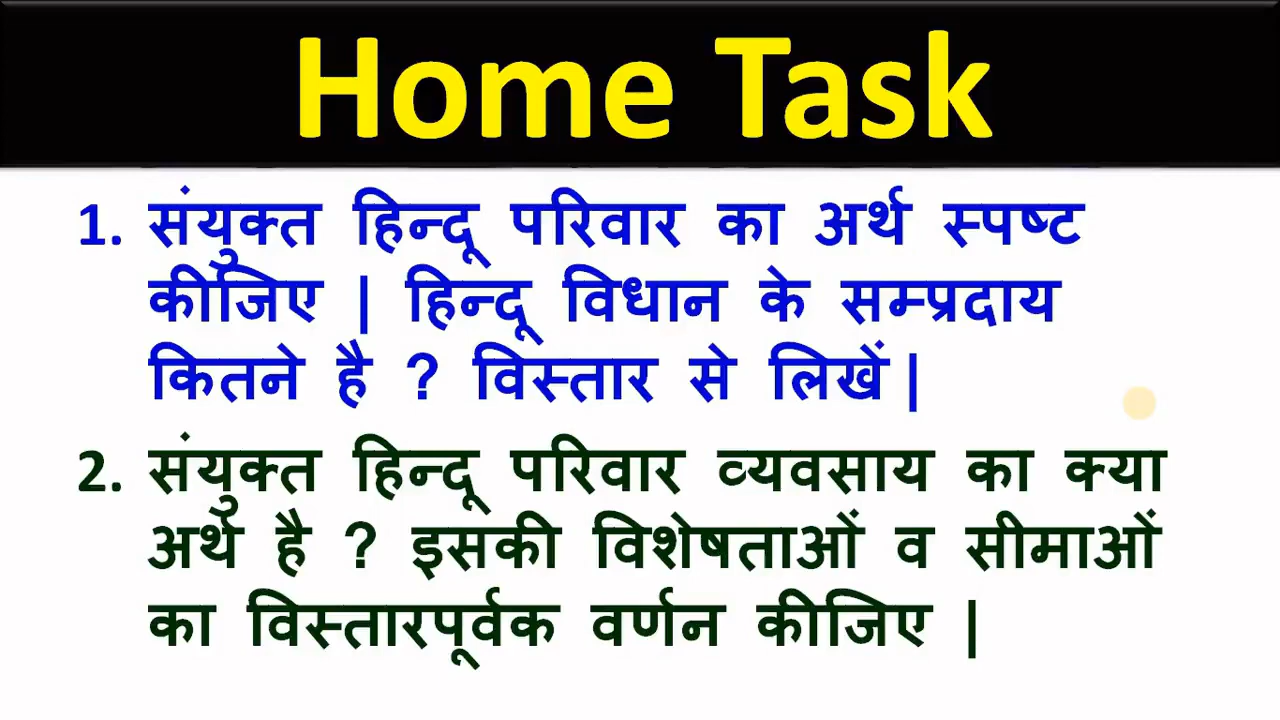 Home Task
1. संयुक्त हिन्दू परिवार का अर्थ स्पष्ट
कीजिए | हिन्दू विधान के सम्प्रदाय
कितने है ? विस्तार से लिखें |
2. संयुक्त हिन्दू परिवार व्यवसाय का क्या
अर्थ है ? इसकी विशेषताओं व सीमाओं
का विस्तारपूर्वक वर्णन कीजिए |